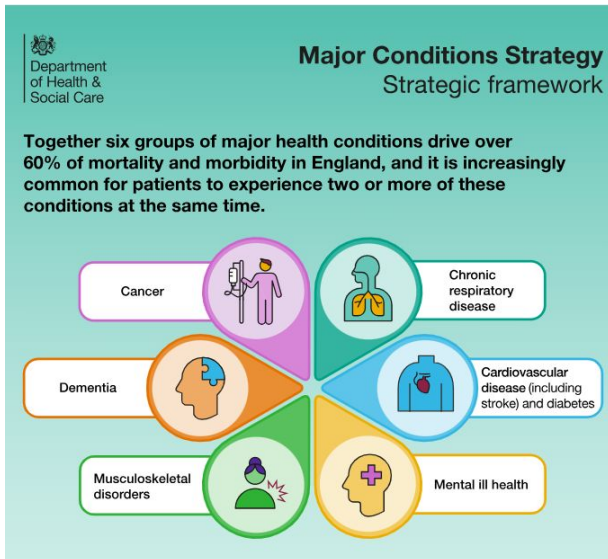 Department
of Health &
Social Care
Major Conditions Strategy
Strategic framework
Together six groups of major health conditions drive over
60% of mortality and morbidity in England, and it is increasingly
common for patients to experience two or more of these
conditions at the same time.
Cancer
Chronic
respiratory
disease
Dementia
Cardiovascular
disease (including
stroke) and diabetes
Musculoskeletal
disorders
Mental ill health